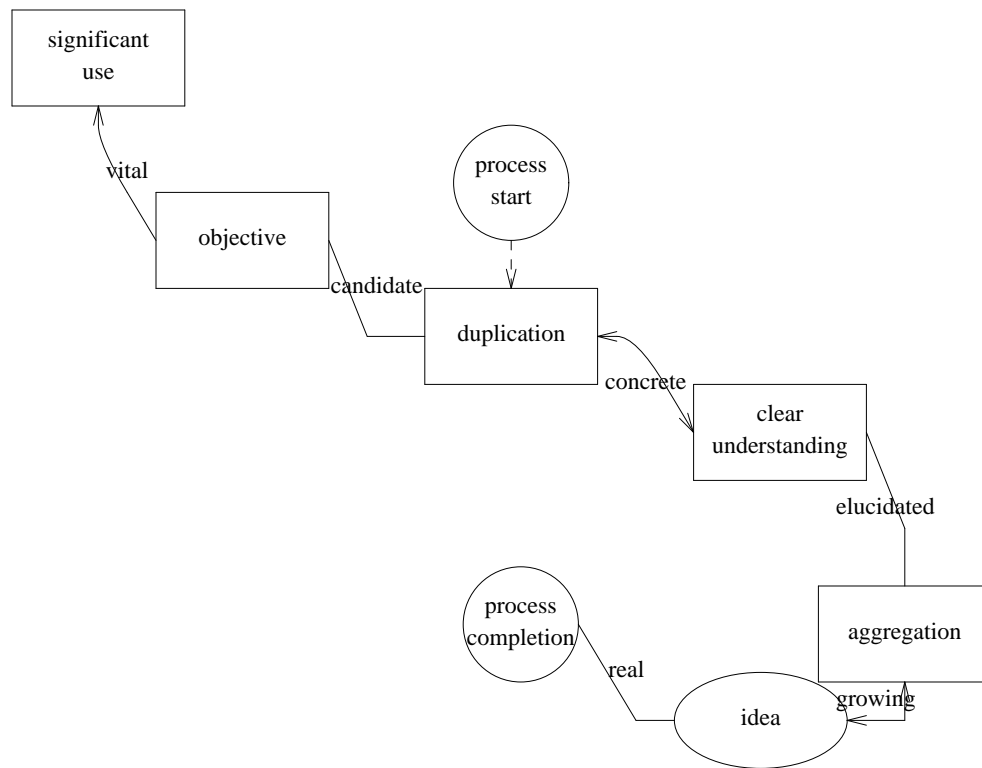 significant
use
vital
process
start
objective
candidate
duplication
concrete
clear
understanding
elucidated
process
completion
aggregation
real
growing
idea